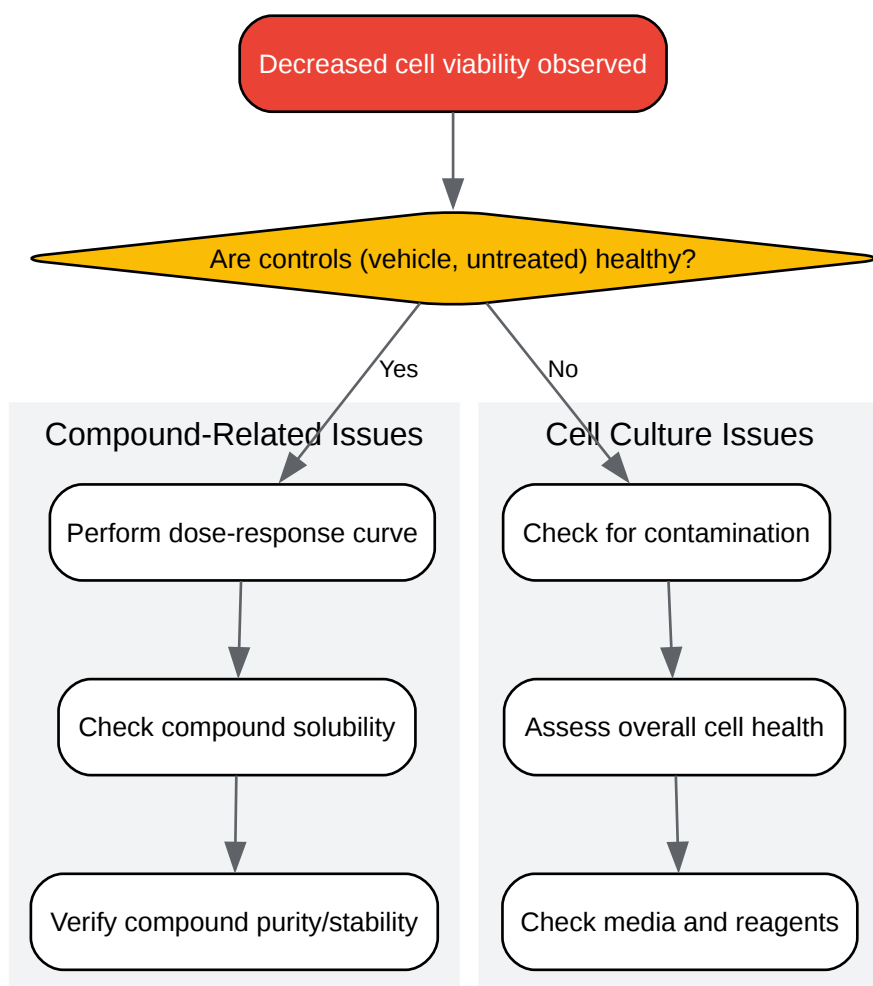 Decreased cell viability observed
Are controls (vehicle, untreated) healthy?
Yes
No
Compound-Related Issues
Perform dose-response curve
Check compound solubility
Verify compound purity/stability
Cell Culture Issues
Check for contamination
Assess overall cell health
Check media and reagents